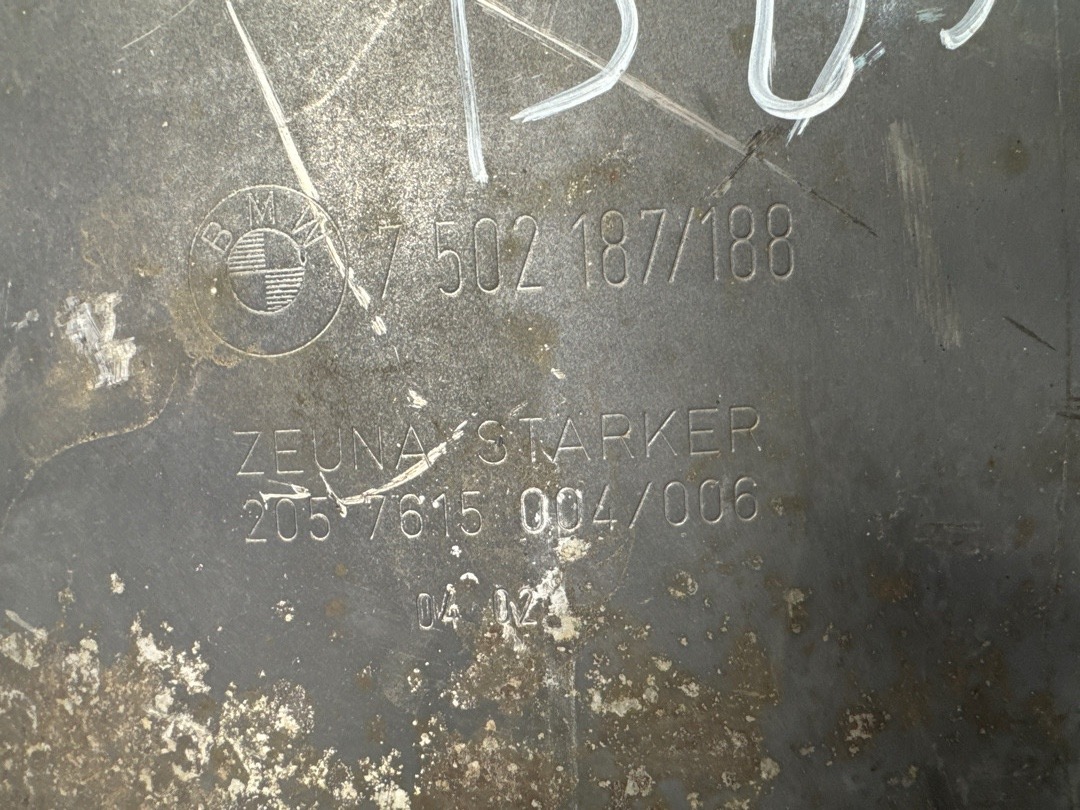 BMW 7 502 187/188
ZEUNA STARKER
205 7615 004/006
04 02